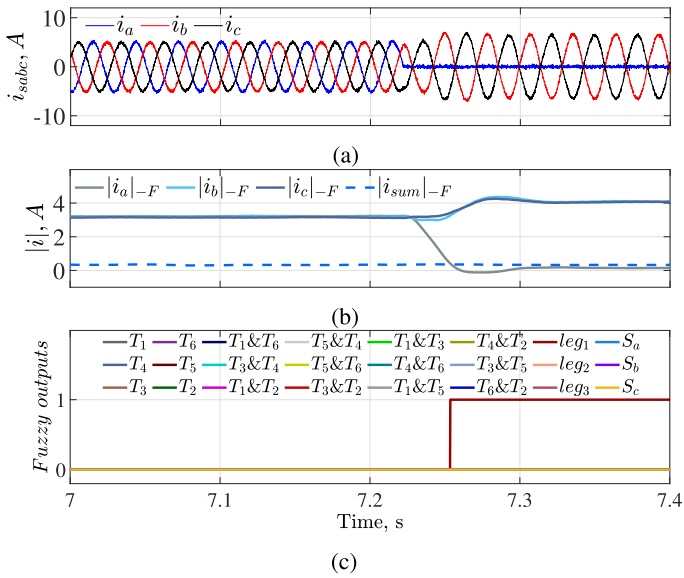 10
i_a i_b i_c
0
-10
i_sabc, A
(a)
|i_a|_-F |i_b|_-F |i_c|_-F |i_sum|_-F
4
2
0
|i|, A
(b)
T_1 T_6 T_1&T_6 T_5&T_4 T_1&T_3 T_4&T_2 leg_1 S_a
T_4 T_5 T_3&T_4 T_5&T_6 T_4&T_6 T_3&T_5 leg_2 S_b
T_3 T_2 T_1&T_2 T_3&T_2 T_1&T_5 T_6&T_2 leg_3 S_c
1
0
Fuzzy outputs
7 7.1 7.2 7.3 7.4
Time, s
(c)